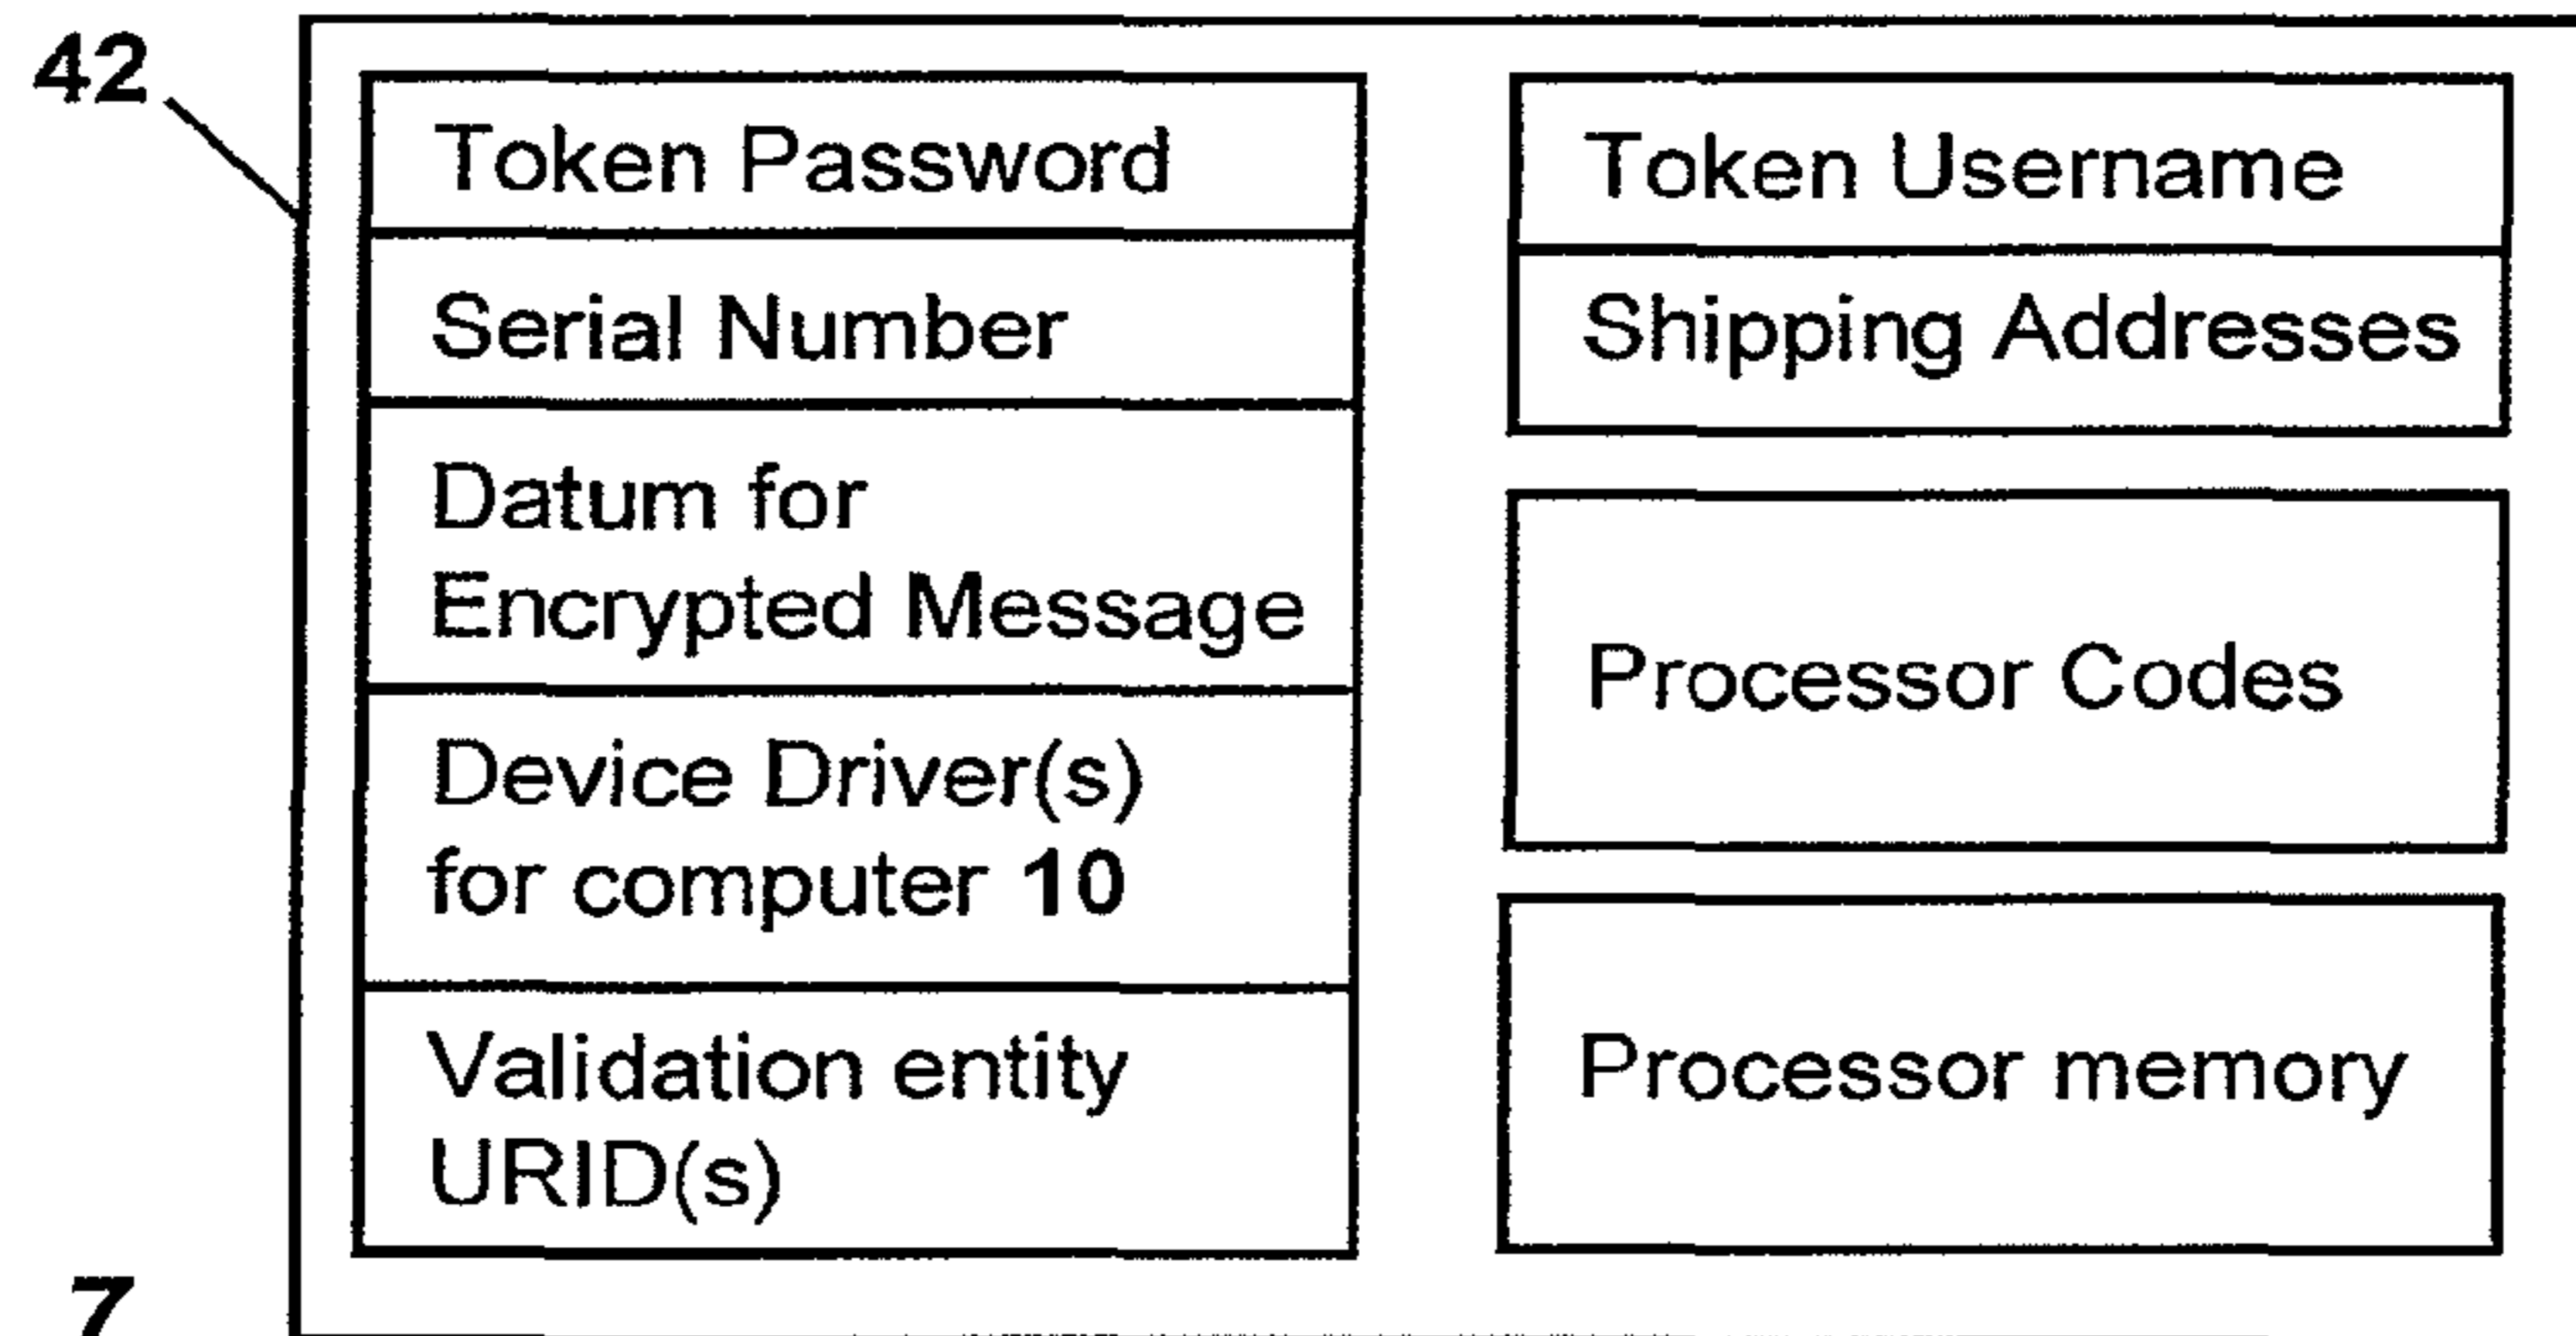 42
Token Password
Serial Number
Datum for
Encrypted Message
Device Driver(s)
for computer 10
Validation entity
URID(s)
Token Username
Shipping Addresses
Processor Codes
Processor memory
7